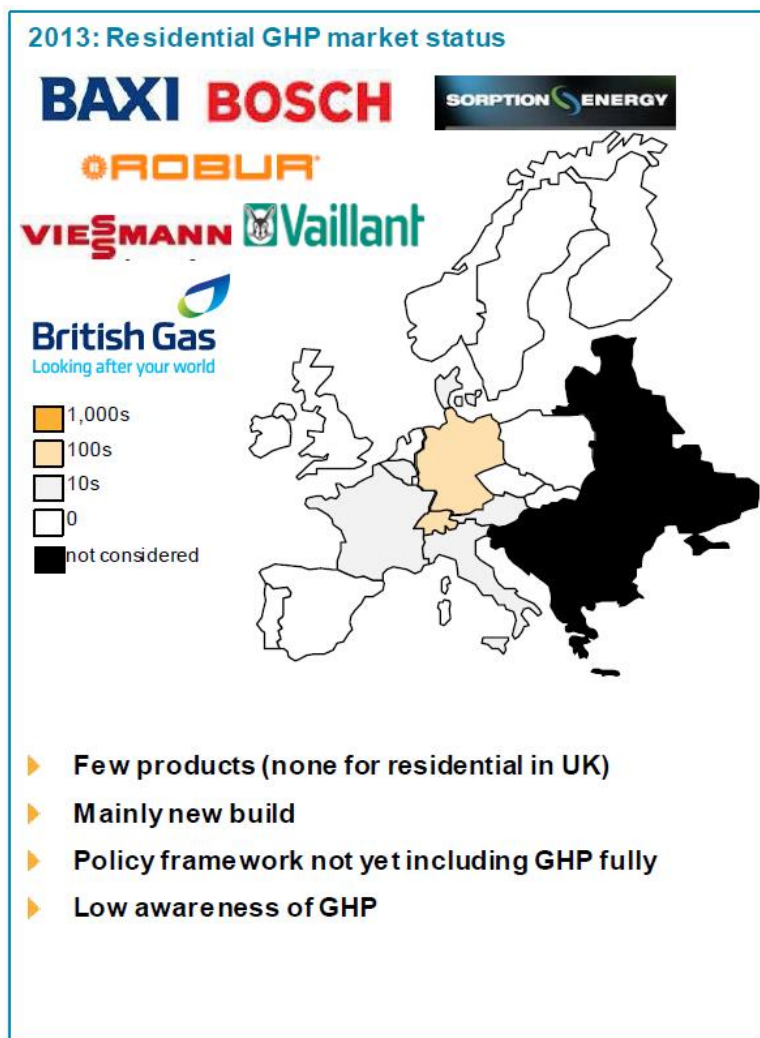 2013: Residential GHP market status
BAXI BOSCH SORPTION ENERGY
ROBUR
VIESSMANN Vaillant
British Gas
Looking after your world
1,000s
100s
10s
0
not considered
Few products (none for residential in UK)
Mainly new build
Policy framework not yet including GHP fully
Low awareness of GHP